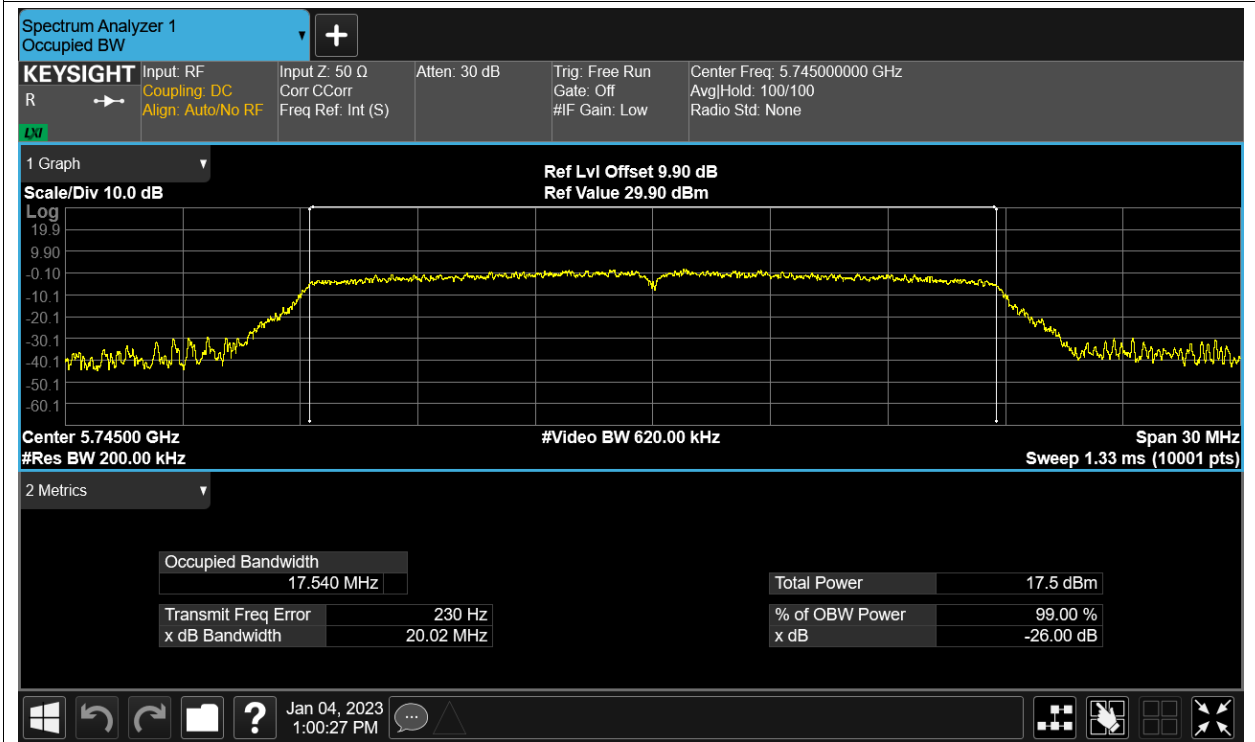 Spectrum Analyzer 1
Occupied BW
KEYSIGHT
R
LXI
Input: RF
Coupling: DC
Align: Auto/No RF
Input Z: 50 Ω
Corr CCorr
Freq Ref: Int (S)
Atten: 30 dB
Trig: Free Run
Gate: Off
#IF Gain: Low
Center Freq: 5.745000000 GHz
Avg|Hold: 100/100
Radio Std: None
1 Graph
Ref Lvl Offset 9.90 dB
Scale/Div 10.0 dB
Ref Value 29.90 dBm
Log
19.9
9.90
-0.10
-10.1
-20.1
-30.1
-40.1
-50.1
-60.1
Center 5.74500 GHz
#Video BW 620.00 kHz
Span 30 MHz
#Res BW 200.00 kHz
Sweep 1.33 ms (10001 pts)
2 Metrics
Occupied Bandwidth
17.540 MHz
Total Power 17.5 dBm
Transmit Freq Error 230 Hz
% of OBW Power 99.00 %
x dB Bandwidth 20.02 MHz
x dB -26.00 dB
?
Jan 04, 2023
1:00:27 PM